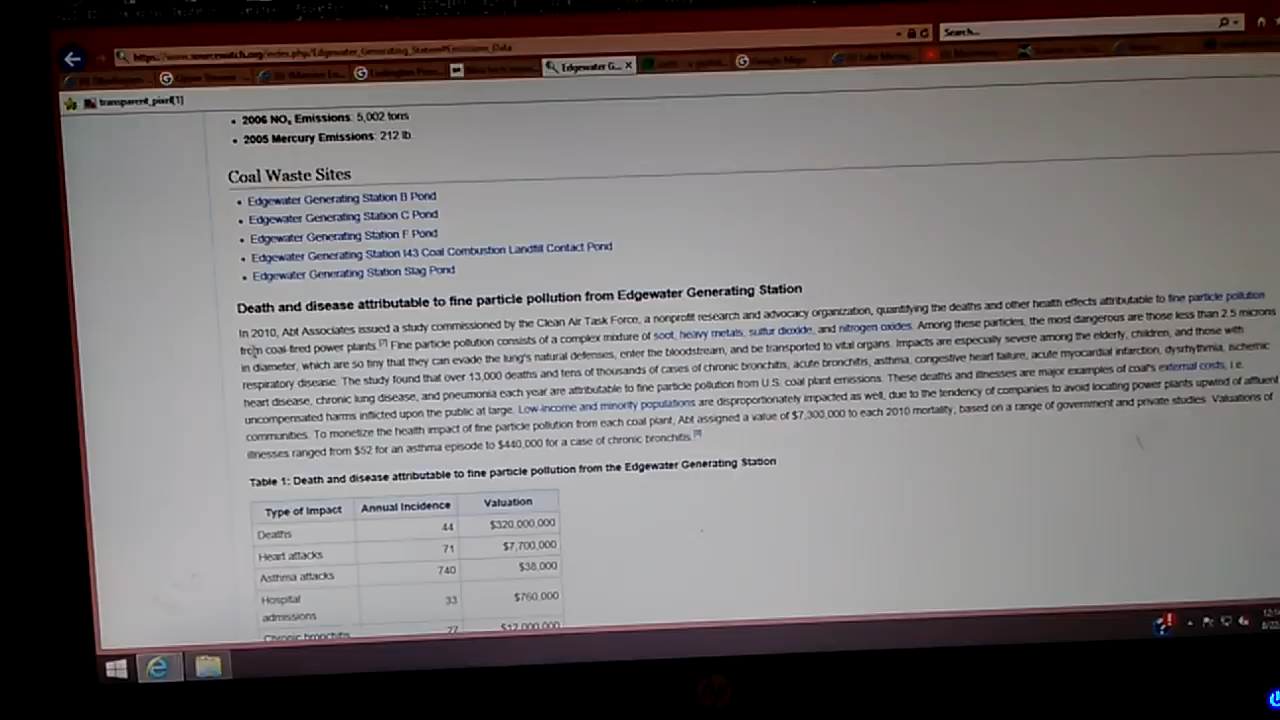 https://www.sourcewatch.org/index.php/Edgewater_Generating_Station#Emissions_Data
Search...
Edgewater G...
Google Maps
transparent_pixel[1]
• 2006 NOx Emissions: 5,002 tons
• 2005 Mercury Emissions: 212 lb.
Coal Waste Sites
• Edgewater Generating Station B Pond
• Edgewater Generating Station C Pond
• Edgewater Generating Station F Pond
• Edgewater Generating Station I43 Coal Combustion Landfill Contact Pond
• Edgewater Generating Station Slag Pond
Death and disease attributable to fine particle pollution from Edgewater Generating Station
In 2010, Abt Associates issued a study commissioned by the Clean Air Task Force, a nonprofit research and advocacy organization, quantifying the deaths and other health effects attributable to fine particle pollution
from coal-fired power plants. Fine particle pollution consists of a complex mixture of soot, heavy metals, sulfur dioxide, and nitrogen oxides. Among these particles, the most dangerous are those less than 2.5 microns
in diameter, which are so tiny that they can evade the lung's natural defenses, enter the bloodstream, and be transported to vital organs. Impacts are especially severe among the elderly, children, and those with
respiratory disease. The study found that over 13,000 deaths and tens of thousands of cases of chronic bronchitis, acute bronchitis, asthma, congestive heart failure, acute myocardial infarction, dysrhythmia, ischemic
heart disease, chronic lung disease, and pneumonia each year are attributable to fine particle pollution from U.S. coal plant emissions. These deaths and illnesses are major examples of coal's external costs, i.e.
uncompensated harms inflicted upon the public at large. Low-income and minority populations are disproportionately impacted as well, due to the tendency of companies to avoid locating power plants upwind of affluent
communities. To monetize the health impact of fine particle pollution from each coal plant, Abt assigned a value of $7,300,000 to each 2010 mortality, based on a range of government and private studies. Valuations of
illnesses ranged from $52 for an asthma episode to $440,000 for a case of chronic bronchitis.
Table 1: Death and disease attributable to fine particle pollution from the Edgewater Generating Station
Type of Impact Annual Incidence Valuation
Deaths 44 $320,000,000
Heart attacks 71 $7,700,000
Asthma attacks 740 $38,000
Hospital
admissions 33 $760,000
Chronic bronchitis 27 $12,000,000